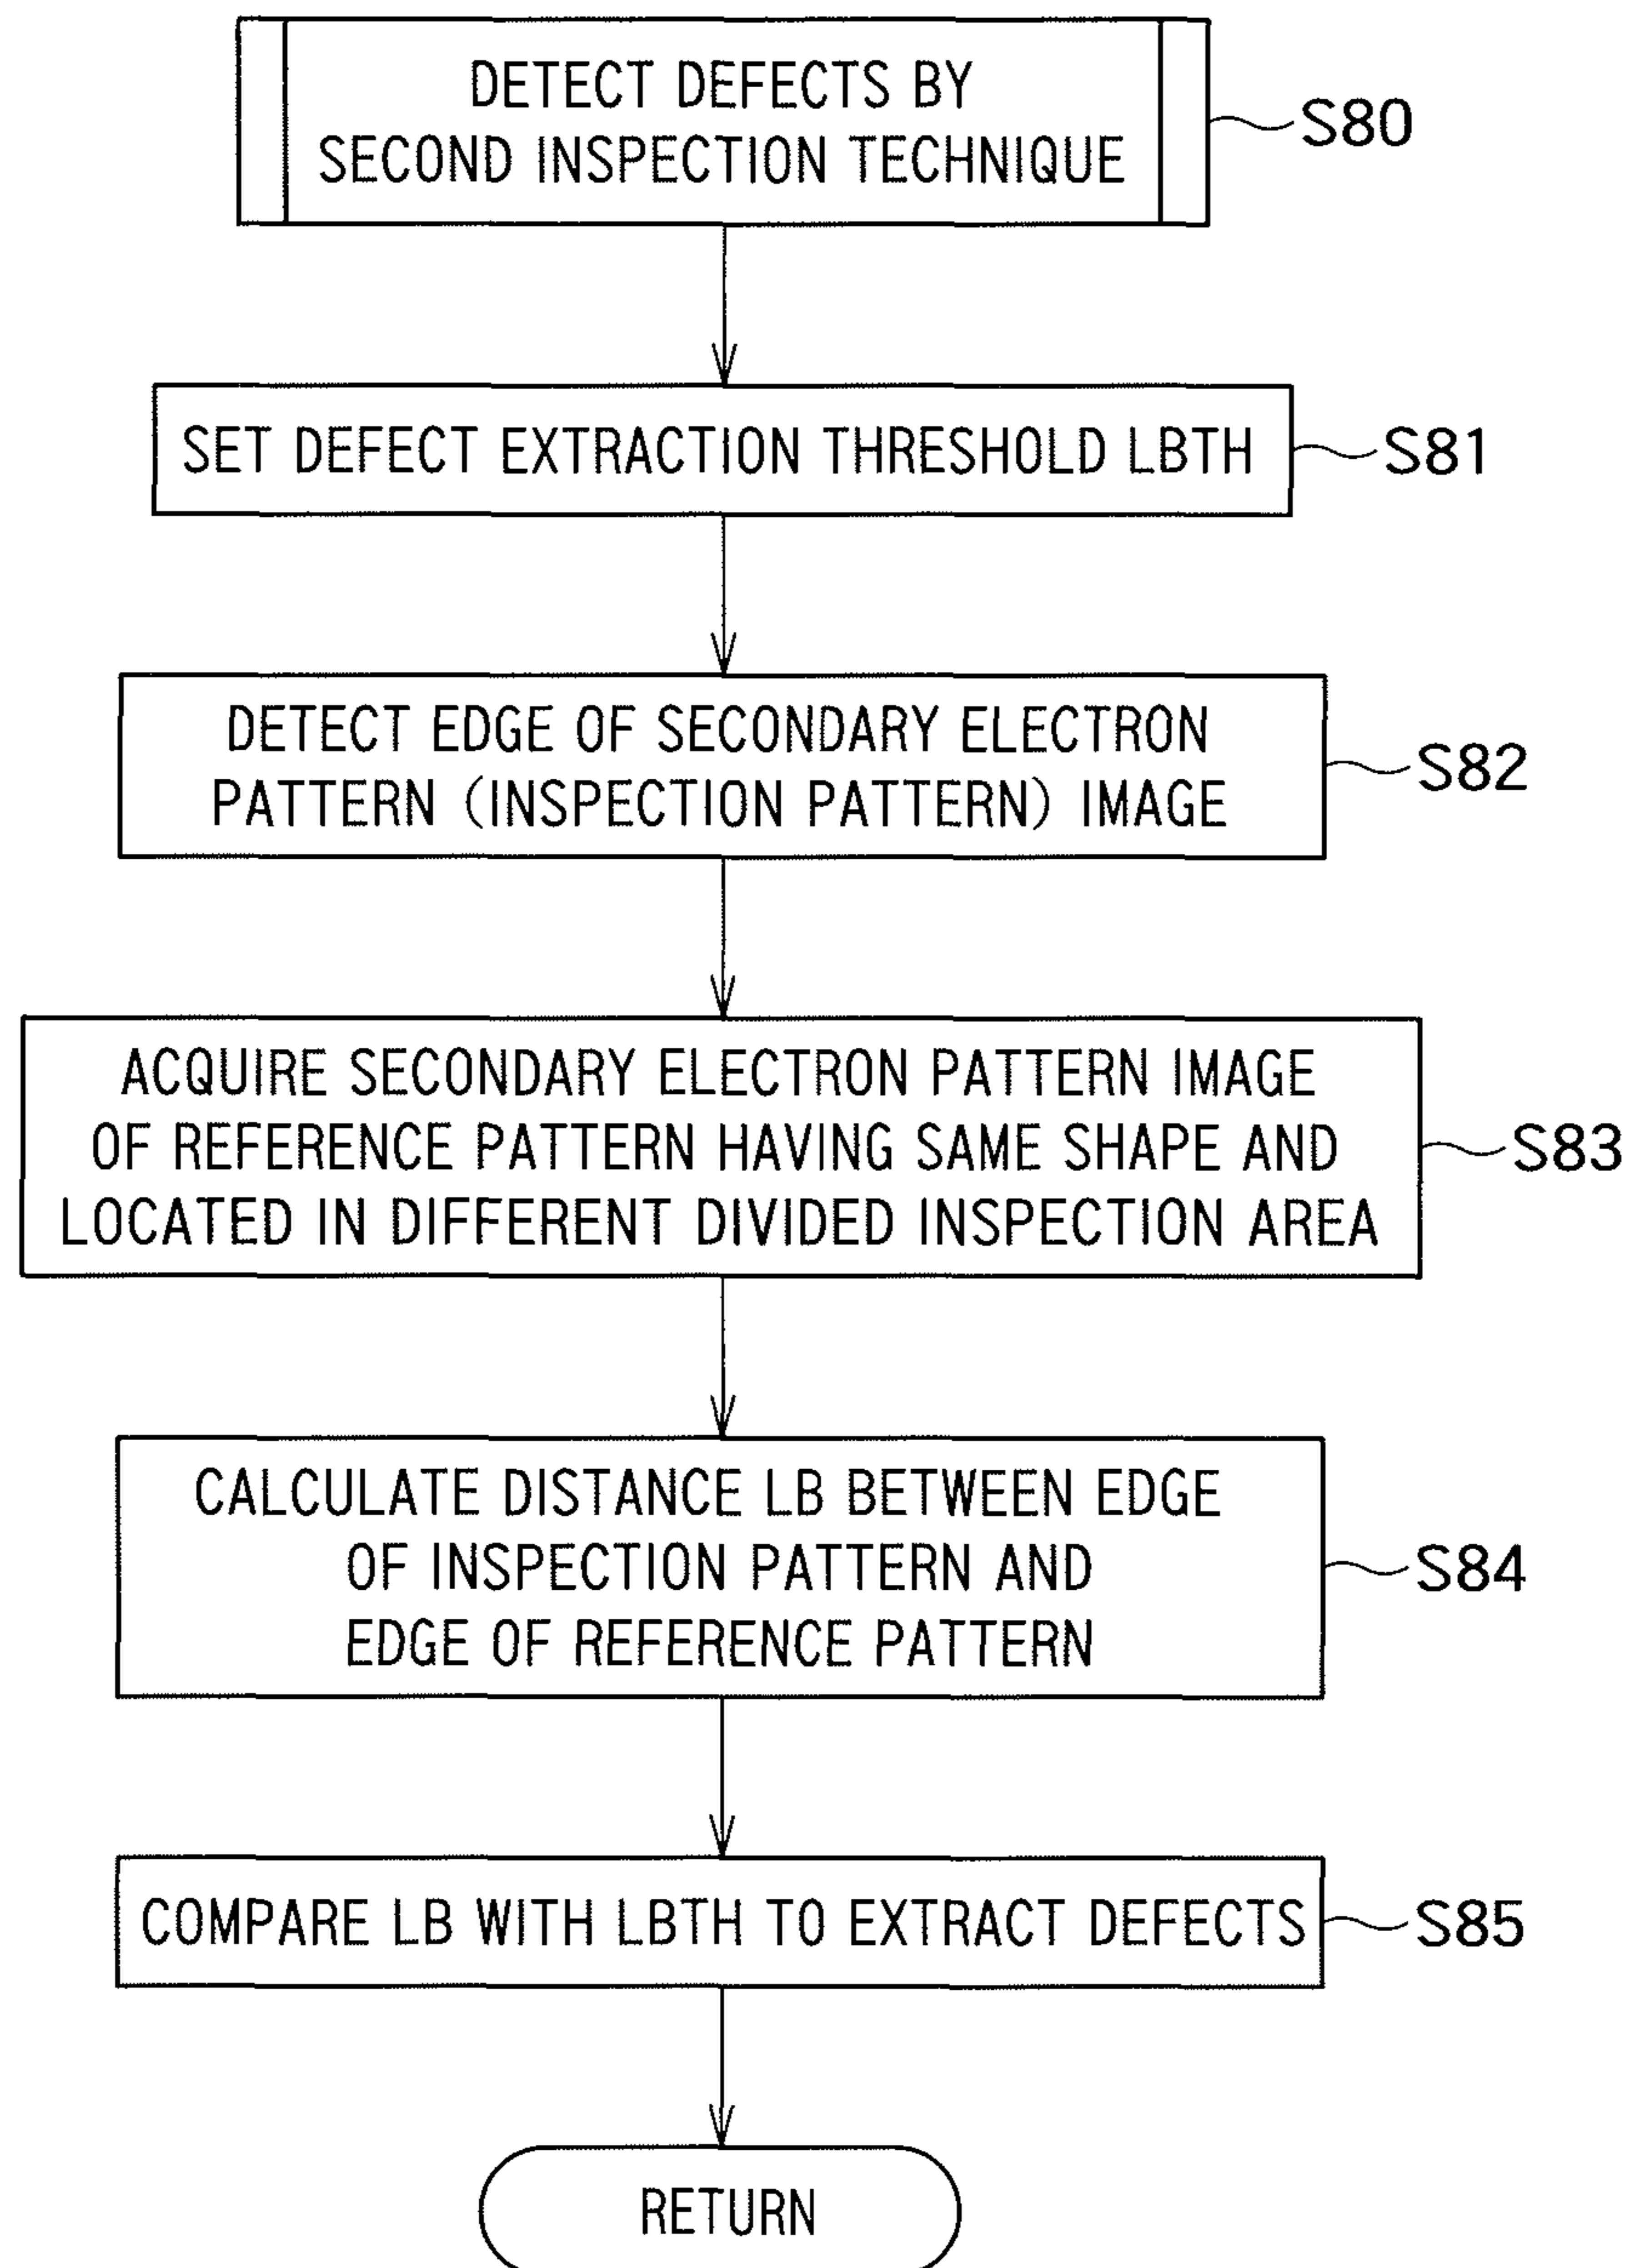 DETECT DEFECTS BY
SECOND INSPECTION TECHNIQUE
S80
SET DEFECT EXTRACTION THRESHOLD LBTH
S81
DETECT EDGE OF SECONDARY ELECTRON
PATTERN (INSPECTION PATTERN) IMAGE
S82
ACQUIRE SECONDARY ELECTRON PATTERN IMAGE
OF REFERENCE PATTERN HAVING SAME SHAPE AND
LOCATED IN DIFFERENT DIVIDED INSPECTION AREA
S83
CALCULATE DISTANCE LB BETWEEN EDGE
OF INSPECTION PATTERN AND
EDGE OF REFERENCE PATTERN
S84
COMPARE LB WITH LBTH TO EXTRACT DEFECTS
S85
RETURN